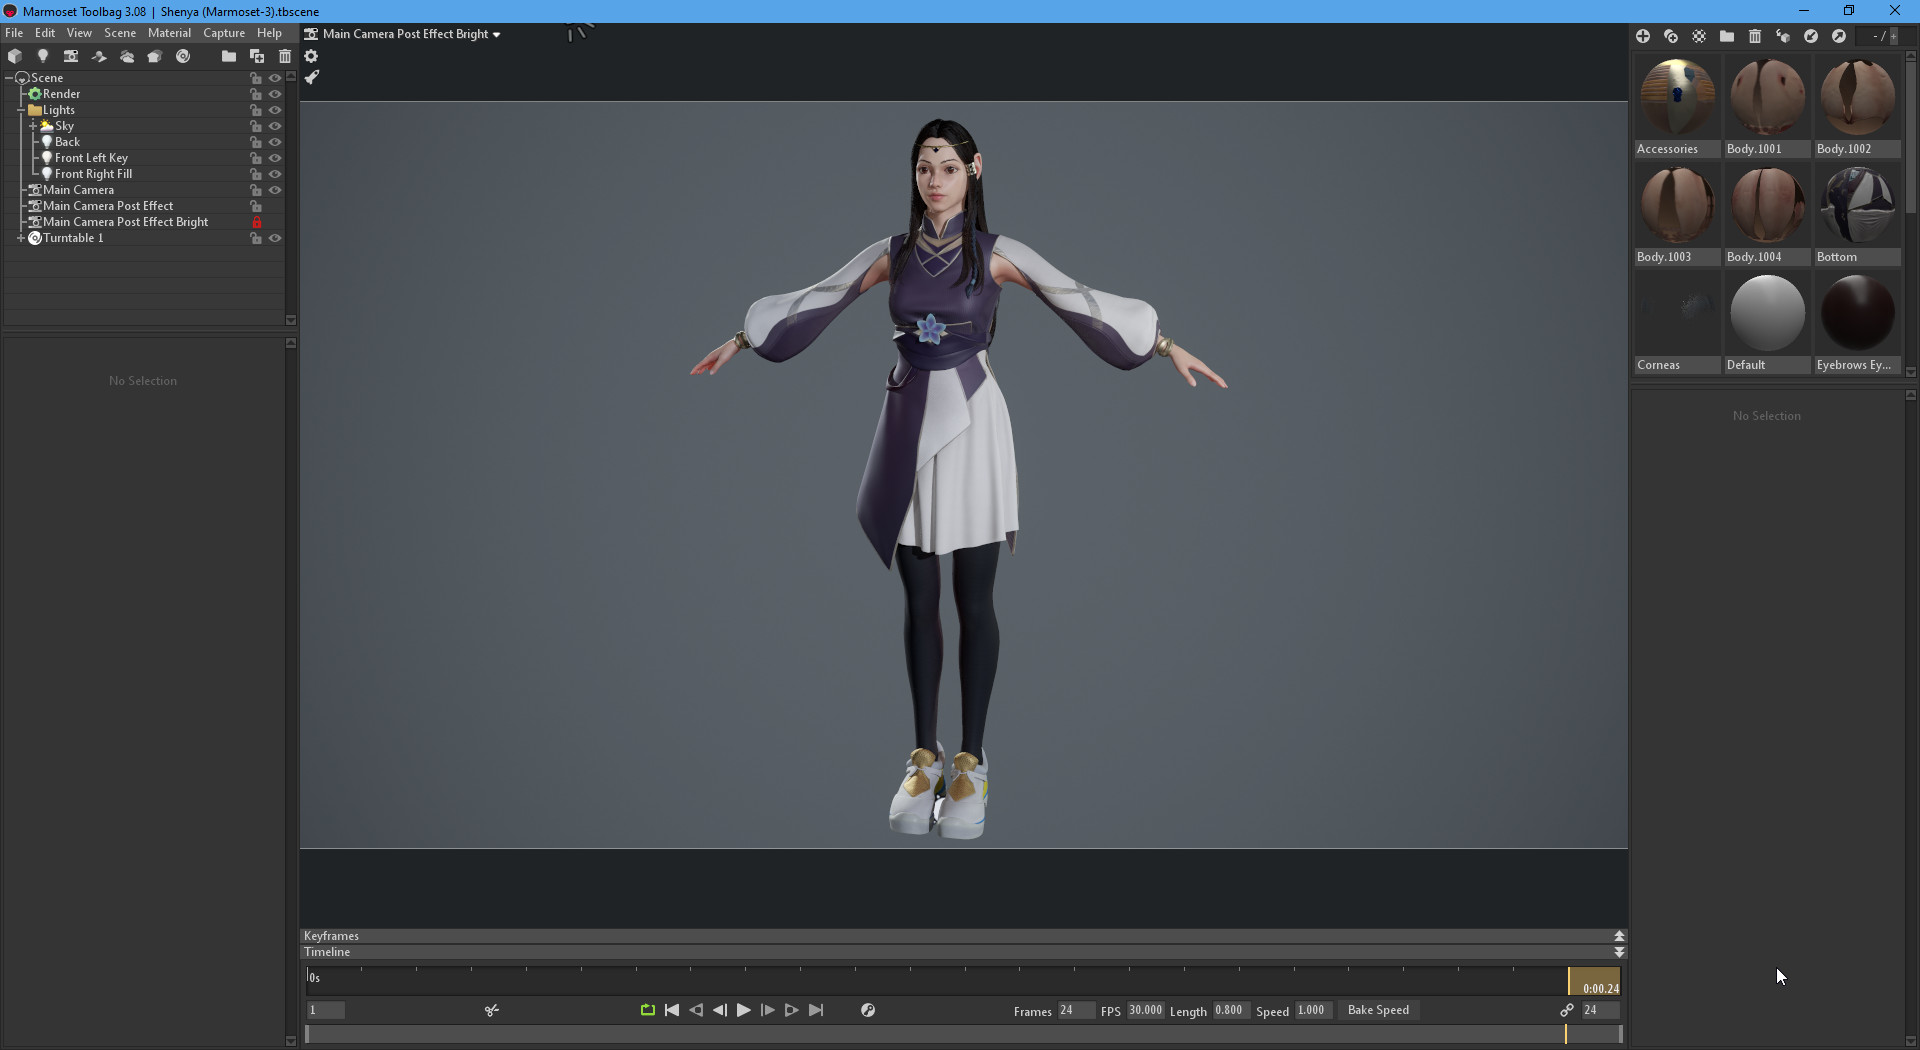 Marmoset Toolbag 3.08 | Shenya (Marmoset-3).tbscene
File Edit View Scene Material Capture Help
Main Camera Post Effect Bright
- / +
Scene
Render
Lights
Sky
Back
Front Left Key
Front Right Fill
Main Camera
Main Camera Post Effect
Main Camera Post Effect Bright
Turntable 1
No Selection
Accessories Body.1001 Body.1002
Body.1003 Body.1004 Bottom
Corneas Default Eyebrows Ey...
No Selection
Keyframes
Timeline
0s
0:00.24
1
Frames 24 FPS 30.000 Length 0.800 Speed 1.000 Bake Speed 24